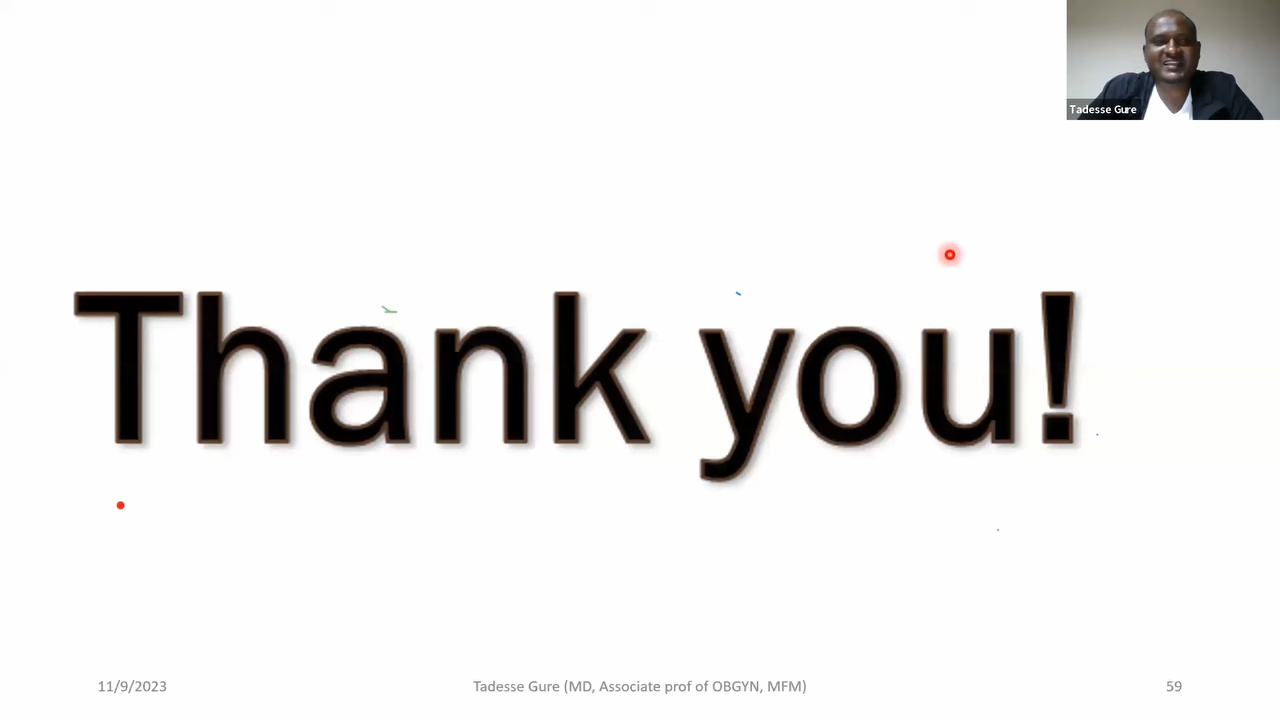 Tadesse Gure
Thank you!
11/9/2023
Tadesse Gure (MD, Associate prof of OBGYN, MFM)
59